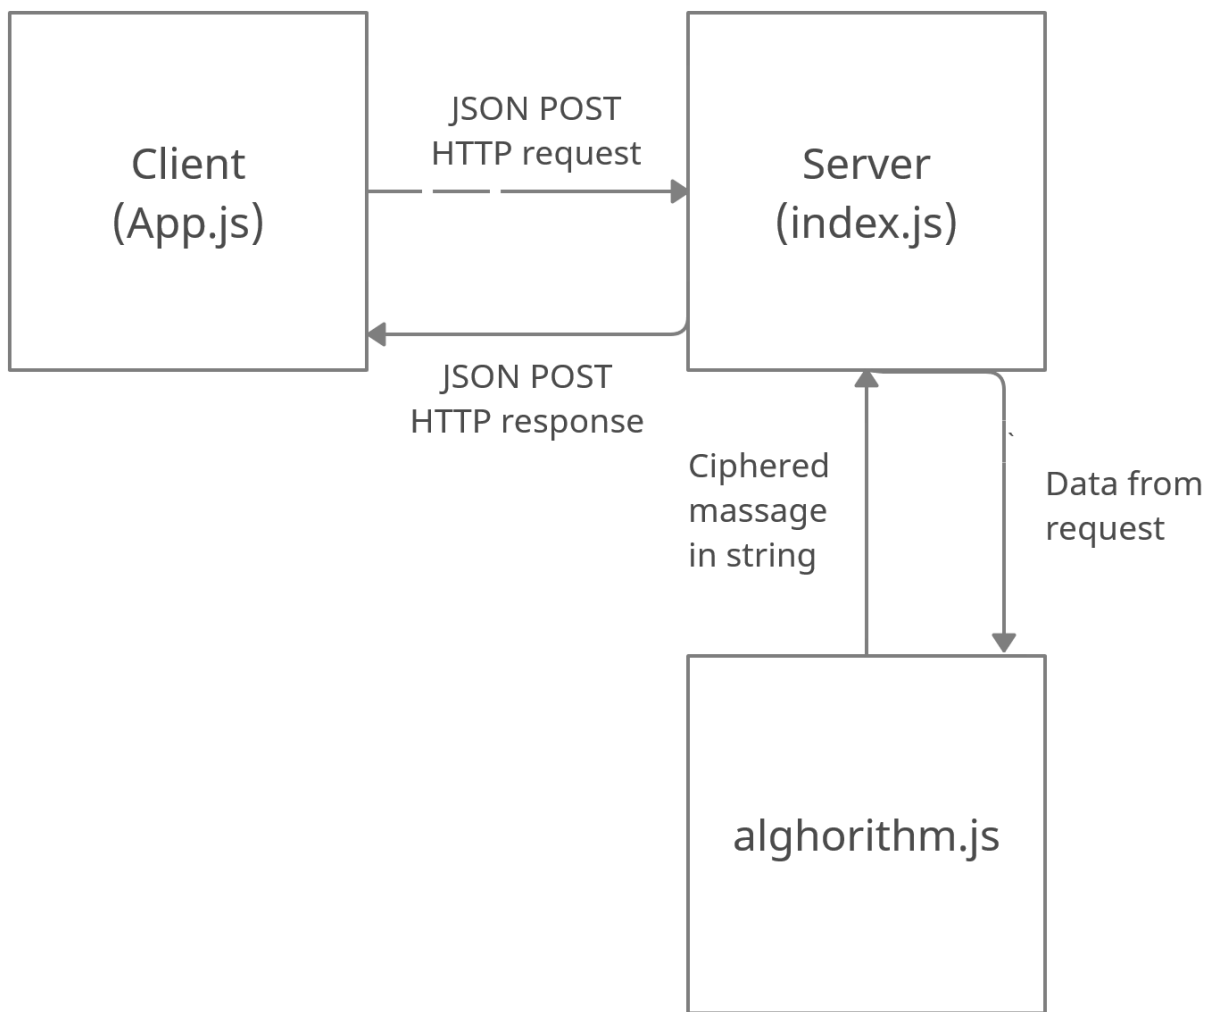 Client
(App.js)
JSON POST
HTTP request
Server
(index.js)
JSON POST
HTTP response
Ciphered
massage
in string
`
Data from
request
alghorithm.js